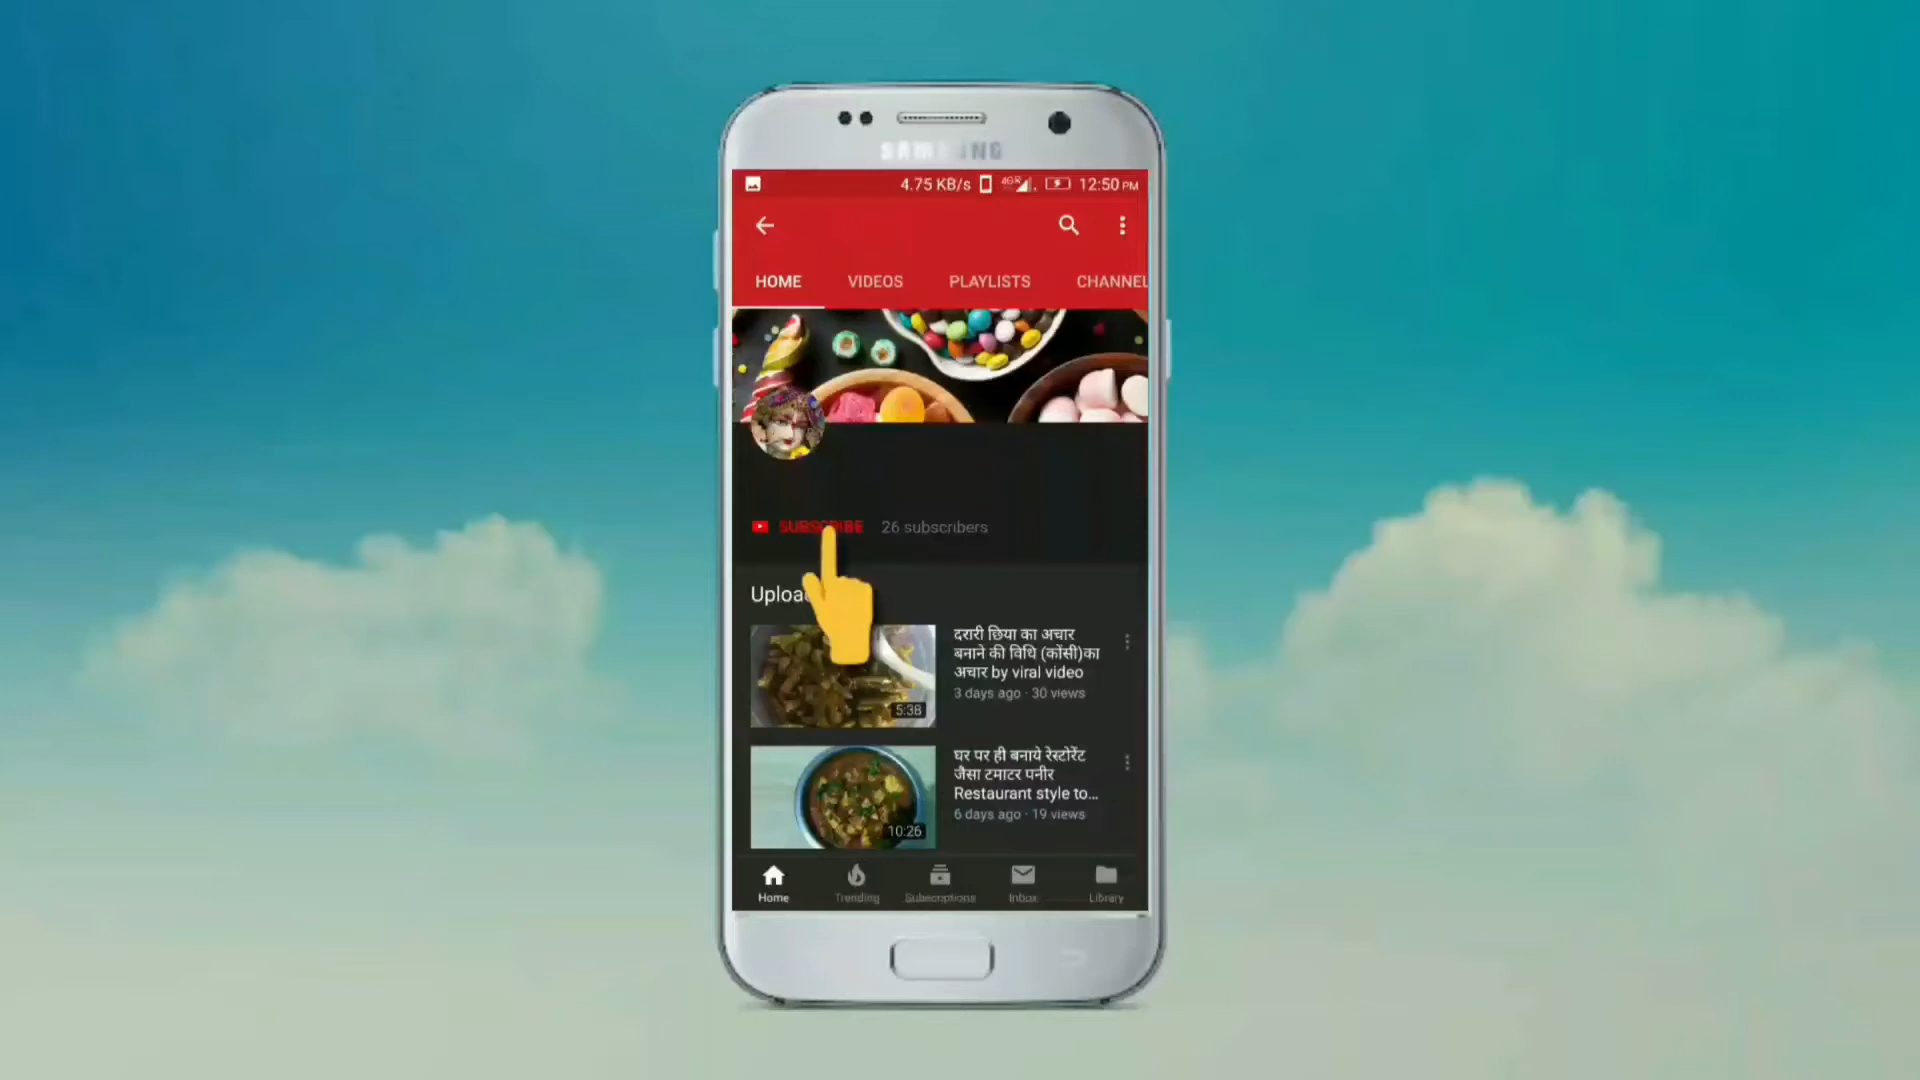 SAMSUNG
4.75 KB/s 4G 12:50 PM
HOME VIDEOS PLAYLISTS CHANNEL
SUBSCRIBE 26 subscribers
दरारी छिया का अचार
बनाने की विधि (कोंसी)का
अचार by viral video
3 days ago · 30 views
5:38
घर पर ही बनाये रेस्टोरेंट
जैसा टमाटर पनीर
Restaurant style to...
6 days ago · 19 views
10:26
Home Trending Subscriptions Inbox Library